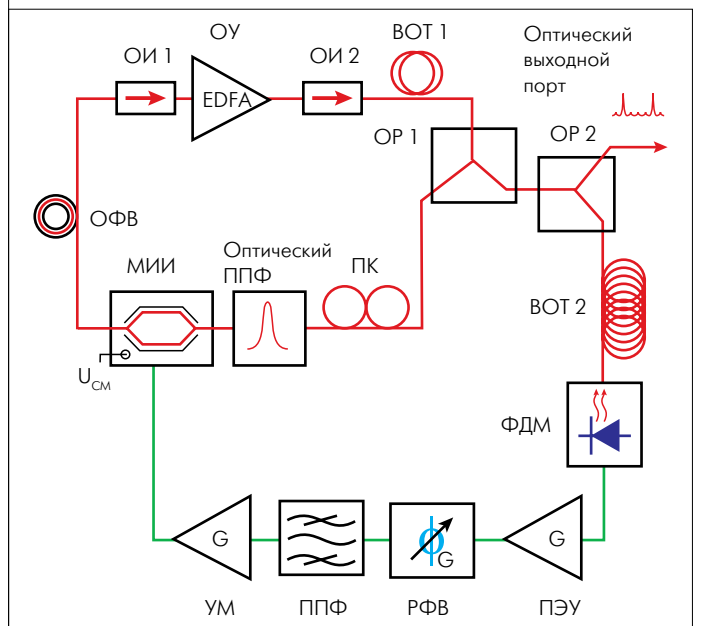 ОУ
ВОТ 1
Оптический
выходной
порт
ОИ 1
ОИ 2
EDFA
ОР 1
ОР 2
ОФВ
МИИ
Оптический
ППФ
ПК
ВОТ 2
UСМ
ФДМ
G
G
G
УМ
ППФ
РФВ
ПЭУ